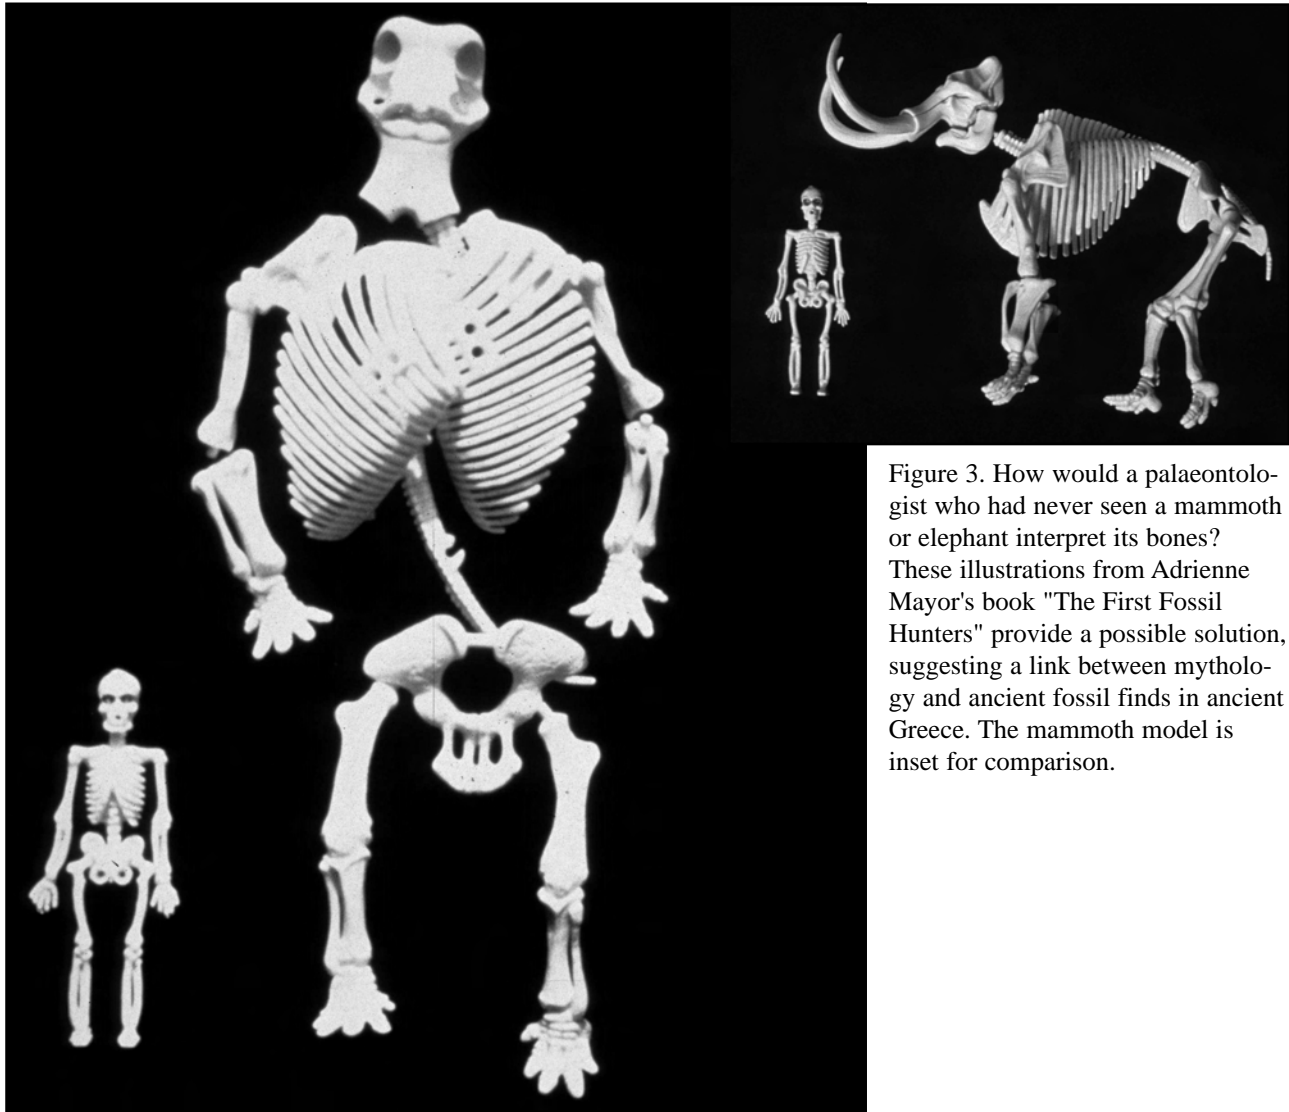 Figure 3. How would a palaeontolo-
gist who had never seen a mammoth
or elephant interpret its bones?
These illustrations from Adrienne
Mayor's book "The First Fossil
Hunters" provide a possible solution,
suggesting a link between mytholo-
gy and ancient fossil finds in ancient
Greece. The mammoth model is
inset for comparison.